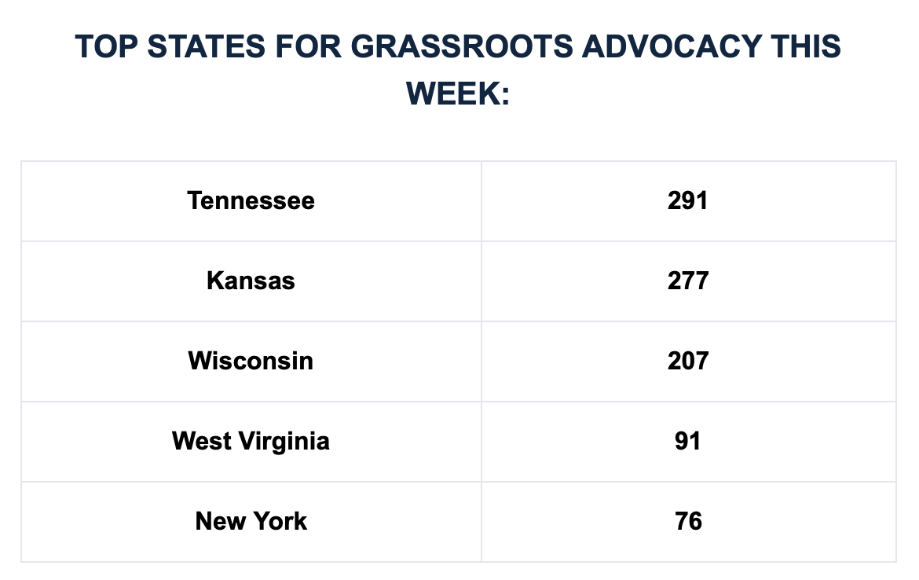 TOP STATES FOR GRASSROOTS ADVOCACY THIS
WEEK:
Tennessee 291
Kansas 277
Wisconsin 207
West Virginia 91
New York 76